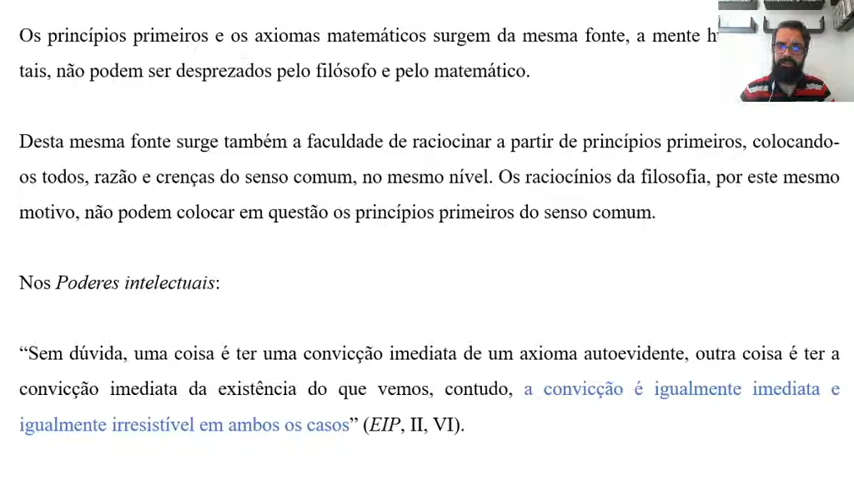 Os princípios primeiros e os axiomas matemáticos surgem da mesma fonte, a mente
tais, não podem ser desprezados pelo filósofo e pelo matemático.
Desta mesma fonte surge também a faculdade de raciocinar a partir de princípios primeiros, colocando-
os todos, razão e crenças do senso comum, no mesmo nível. Os raciocínios da filosofia, por este mesmo
motivo, não podem colocar em questão os princípios primeiros do senso comum.
Nos Poderes intelectuais:
“Sem dúvida, uma coisa é ter uma convicção imediata de um axioma autoevidente, outra coisa é ter a
convicção imediata da existência do que vemos, contudo, a convicção é igualmente imediata e
igualmente irresistível em ambos os casos” (EIP, II, VI).